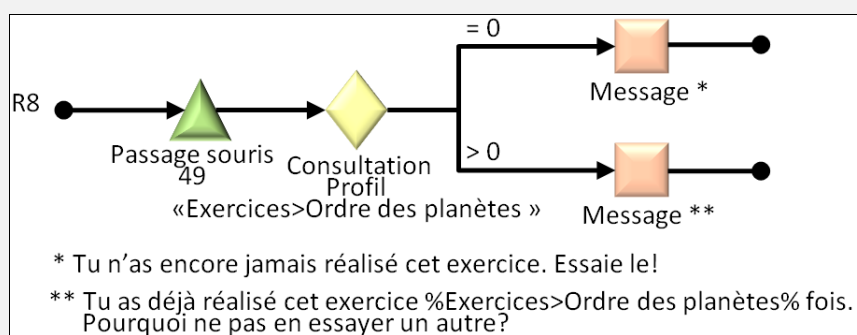 R8
Passage souris
49
Consultation
Profil
«Exercices>Ordre des planètes »
= 0
Message *
> 0
Message **
* Tu n'as encore jamais réalisé cet exercice. Essaie le!
** Tu as déjà réalisé cet exercice %Exercices>Ordre des planètes% fois.
Pourquoi ne pas en essayer un autre?